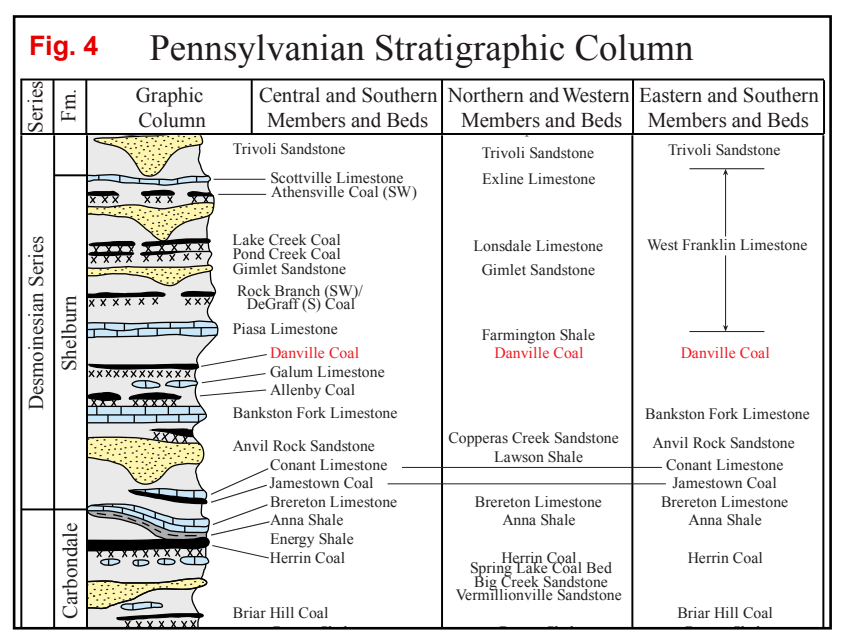 Fig. 4
Pennsylvanian Stratigraphic Column
Series
Fm.
Graphic
Column
Central and Southern
Members and Beds
Northern and Western
Members and Beds
Eastern and Southern
Members and Beds
Desmoinesian Series
Shelburn
Carbondale
Trivoli Sandstone
Scottville Limestone
Athensville Coal (SW)
Lake Creek Coal
Pond Creek Coal
Gimlet Sandstone
Rock Branch (SW)/
DeGraff (S) Coal
Piasa Limestone
Danville Coal
Galum Limestone
Allenby Coal
Bankston Fork Limestone
Anvil Rock Sandstone
Conant Limestone
Jamestown Coal
Brereton Limestone
Anna Shale
Energy Shale
Herrin Coal
Briar Hill Coal
Trivoli Sandstone
Exline Limestone
Lonsdale Limestone
Gimlet Sandstone
Farmington Shale
Danville Coal
Copperas Creek Sandstone
Lawson Shale
Brereton Limestone
Anna Shale
Herrin Coal
Spring Lake Coal Bed
Big Creek Sandstone
Vermillionville Sandstone
Trivoli Sandstone
West Franklin Limestone
Danville Coal
Bankston Fork Limestone
Anvil Rock Sandstone
Conant Limestone
Jamestown Coal
Brereton Limestone
Anna Shale
Herrin Coal
Briar Hill Coal